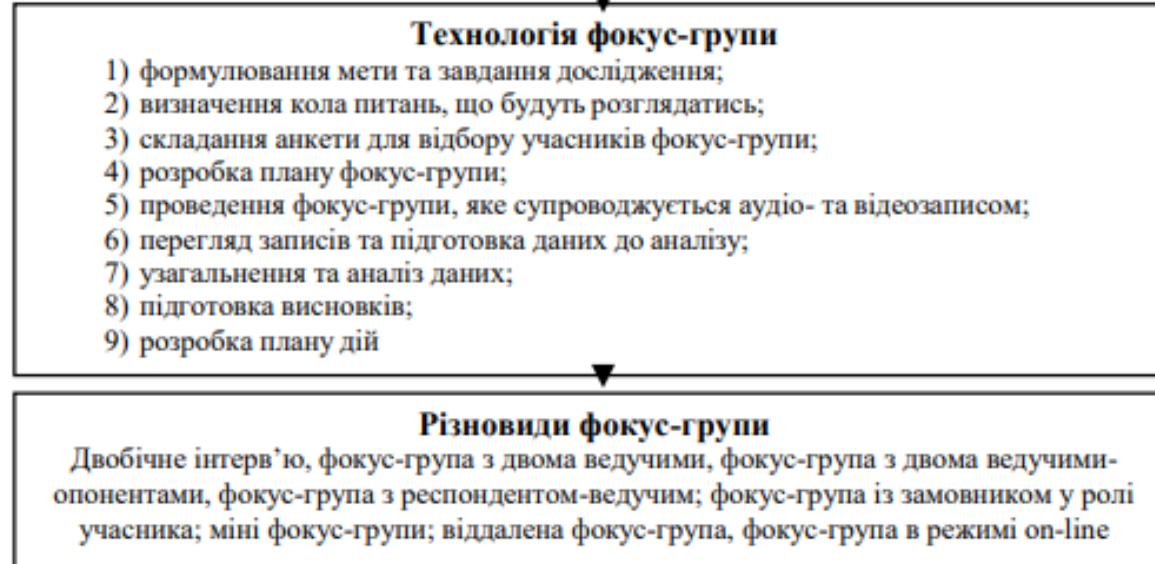 Технологія фокус-групи
1) формулювання мети та завдання дослідження;
2) визначення кола питань, що будуть розглядатись;
3) складання анкети для відбору учасників фокус-групи;
4) розробка плану фокус-групи;
5) проведення фокус-групи, яке супроводжується аудіо- та відеозаписом;
6) перегляд записів та підготовка даних до аналізу;
7) узагальнення та аналіз даних;
8) підготовка висновків;
9) розробка плану дій
Різновиди фокус-групи
Двобічне інтерв’ю, фокус-група з двома ведучими, фокус-група з двома ведучими-
опонентами, фокус-група з респондентом-ведучим; фокус-група із замовником у ролі
учасника; міні фокус-групи; віддалена фокус-група, фокус-група в режимі on-line